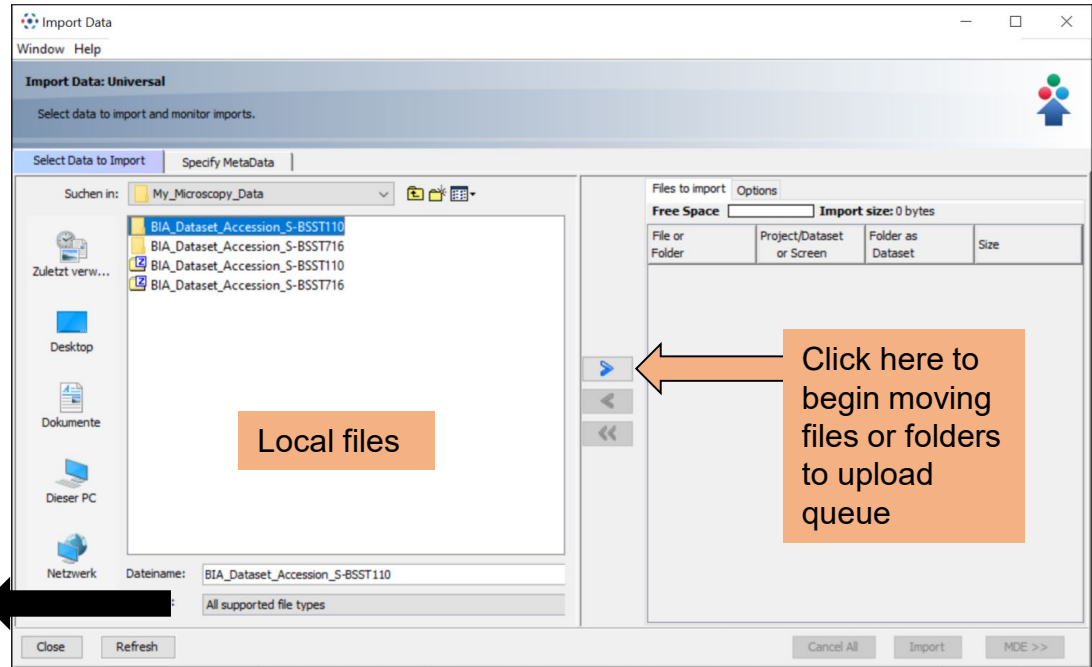 Import Data
Window Help
Import Data: Universal
Select data to import and monitor imports.
Select Data to Import Specify MetaData
Suchen in: My_Microscopy_Data
Zuletzt verw...
Desktop
Dokumente
Dieser PC
Netzwerk
BIA_Dataset_Accession_S-BSST110
BIA_Dataset_Accession_S-BSST716
BIA_Dataset_Accession_S-BSST110
BIA_Dataset_Accession_S-BSST716
Local files
Dateiname: BIA_Dataset_Accession_S-BSST110
: All supported file types
Files to import Options
Free Space Import size: 0 bytes
File or Folder
Project/Dataset or Screen
Folder as Dataset
Size
Click here to
begin moving
files or folders
to upload
queue
Close Refresh Cancel All Import MDE >>